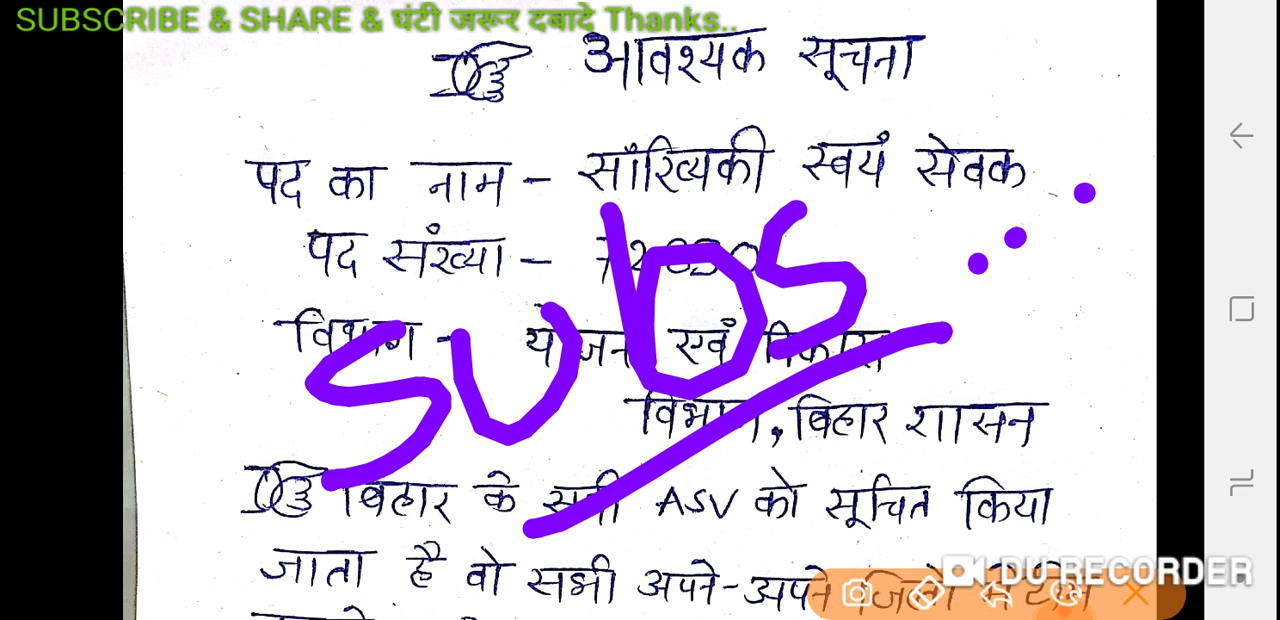 SUBSCRIBE & SHARE & घंटी जरूर दबादे Thanks..
आवश्यक सूचना
पद का नाम - सांख्यिकी स्वयं सेवक
पद संख्या -
विभाग - योजना एवं विकास
विभाग, बिहार शासन
बिहार के सभी ASV को सूचित किया
जाता है वो सभी अपने-अपने
subs
DU RECORDER